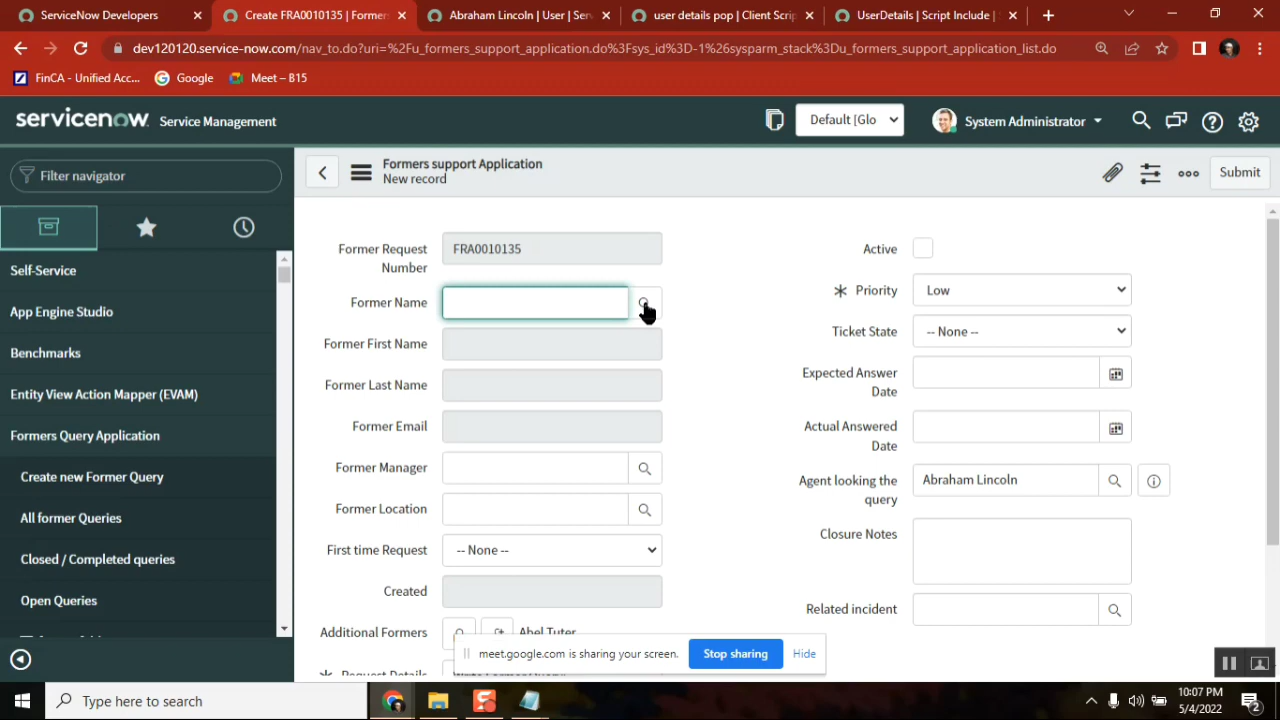 ServiceNow Developers
Create FRA0010135 | Former
Abraham Lincoln | User | Serv
user details pop | Client Scrip
UserDetails | Script Include |
dev120120.service-now.com/nav_to.do?uri=%2Fu_formers_support_application.do%3Fsys_id%3D-1%26sysparm_stack%3Du_formers_support_application_list.do
FinCA - Unified Acc...
Google
Meet – B15
servicenow Service Management
Default [Glo
System Administrator
Filter navigator
Formers support Application
New record
Submit
Self-Service
App Engine Studio
Benchmarks
Entity View Action Mapper (EVAM)
Formers Query Application
Create new Former Query
All former Queries
Closed / Completed queries
Open Queries
Former Request Number
FRA0010135
Former Name
Former First Name
Former Last Name
Former Email
Former Manager
Former Location
First time Request
-- None --
Created
Additional Formers
Abel Tuter
Request Details
Active
Priority
Low
Ticket State
-- None --
Expected Answer Date
Actual Answered Date
Agent looking the query
Abraham Lincoln
Closure Notes
Related incident
meet.google.com is sharing your screen.
Stop sharing
Hide
Type here to search
10:07 PM
5/4/2022
2